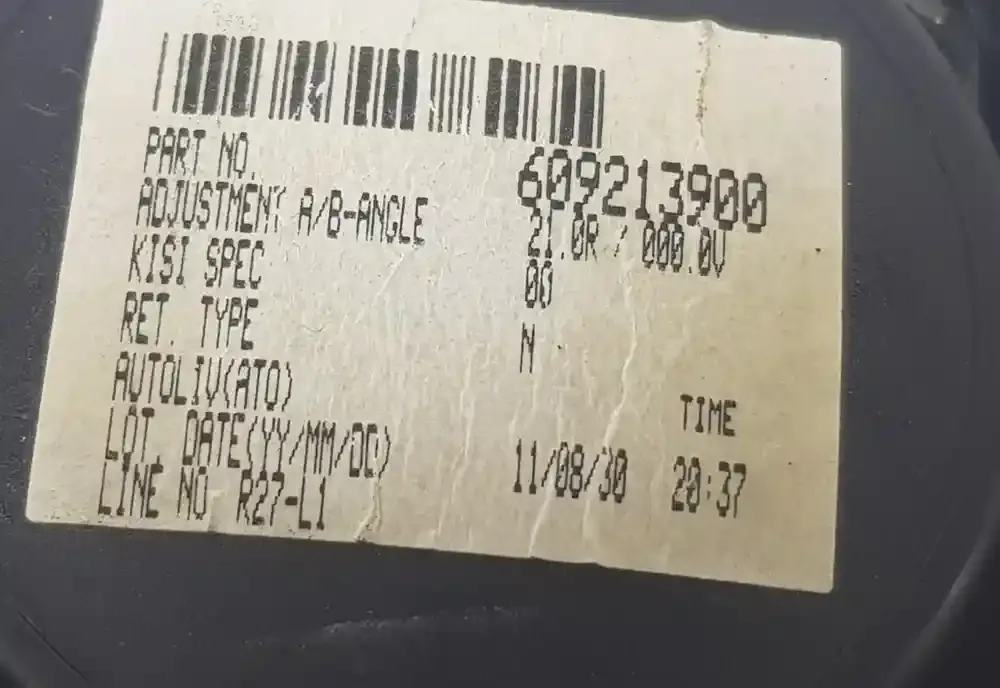 PART NO. 609213900
ADJUSTMENT A/B-ANGLE 21.0R / 000.0V
KISI SPEC 00
RET. TYPE N
AUTOLIV(ATO) TIME
LOT. DATE(YY/MM/DD) 11/08/30 20:37
LINE NO R27-L1